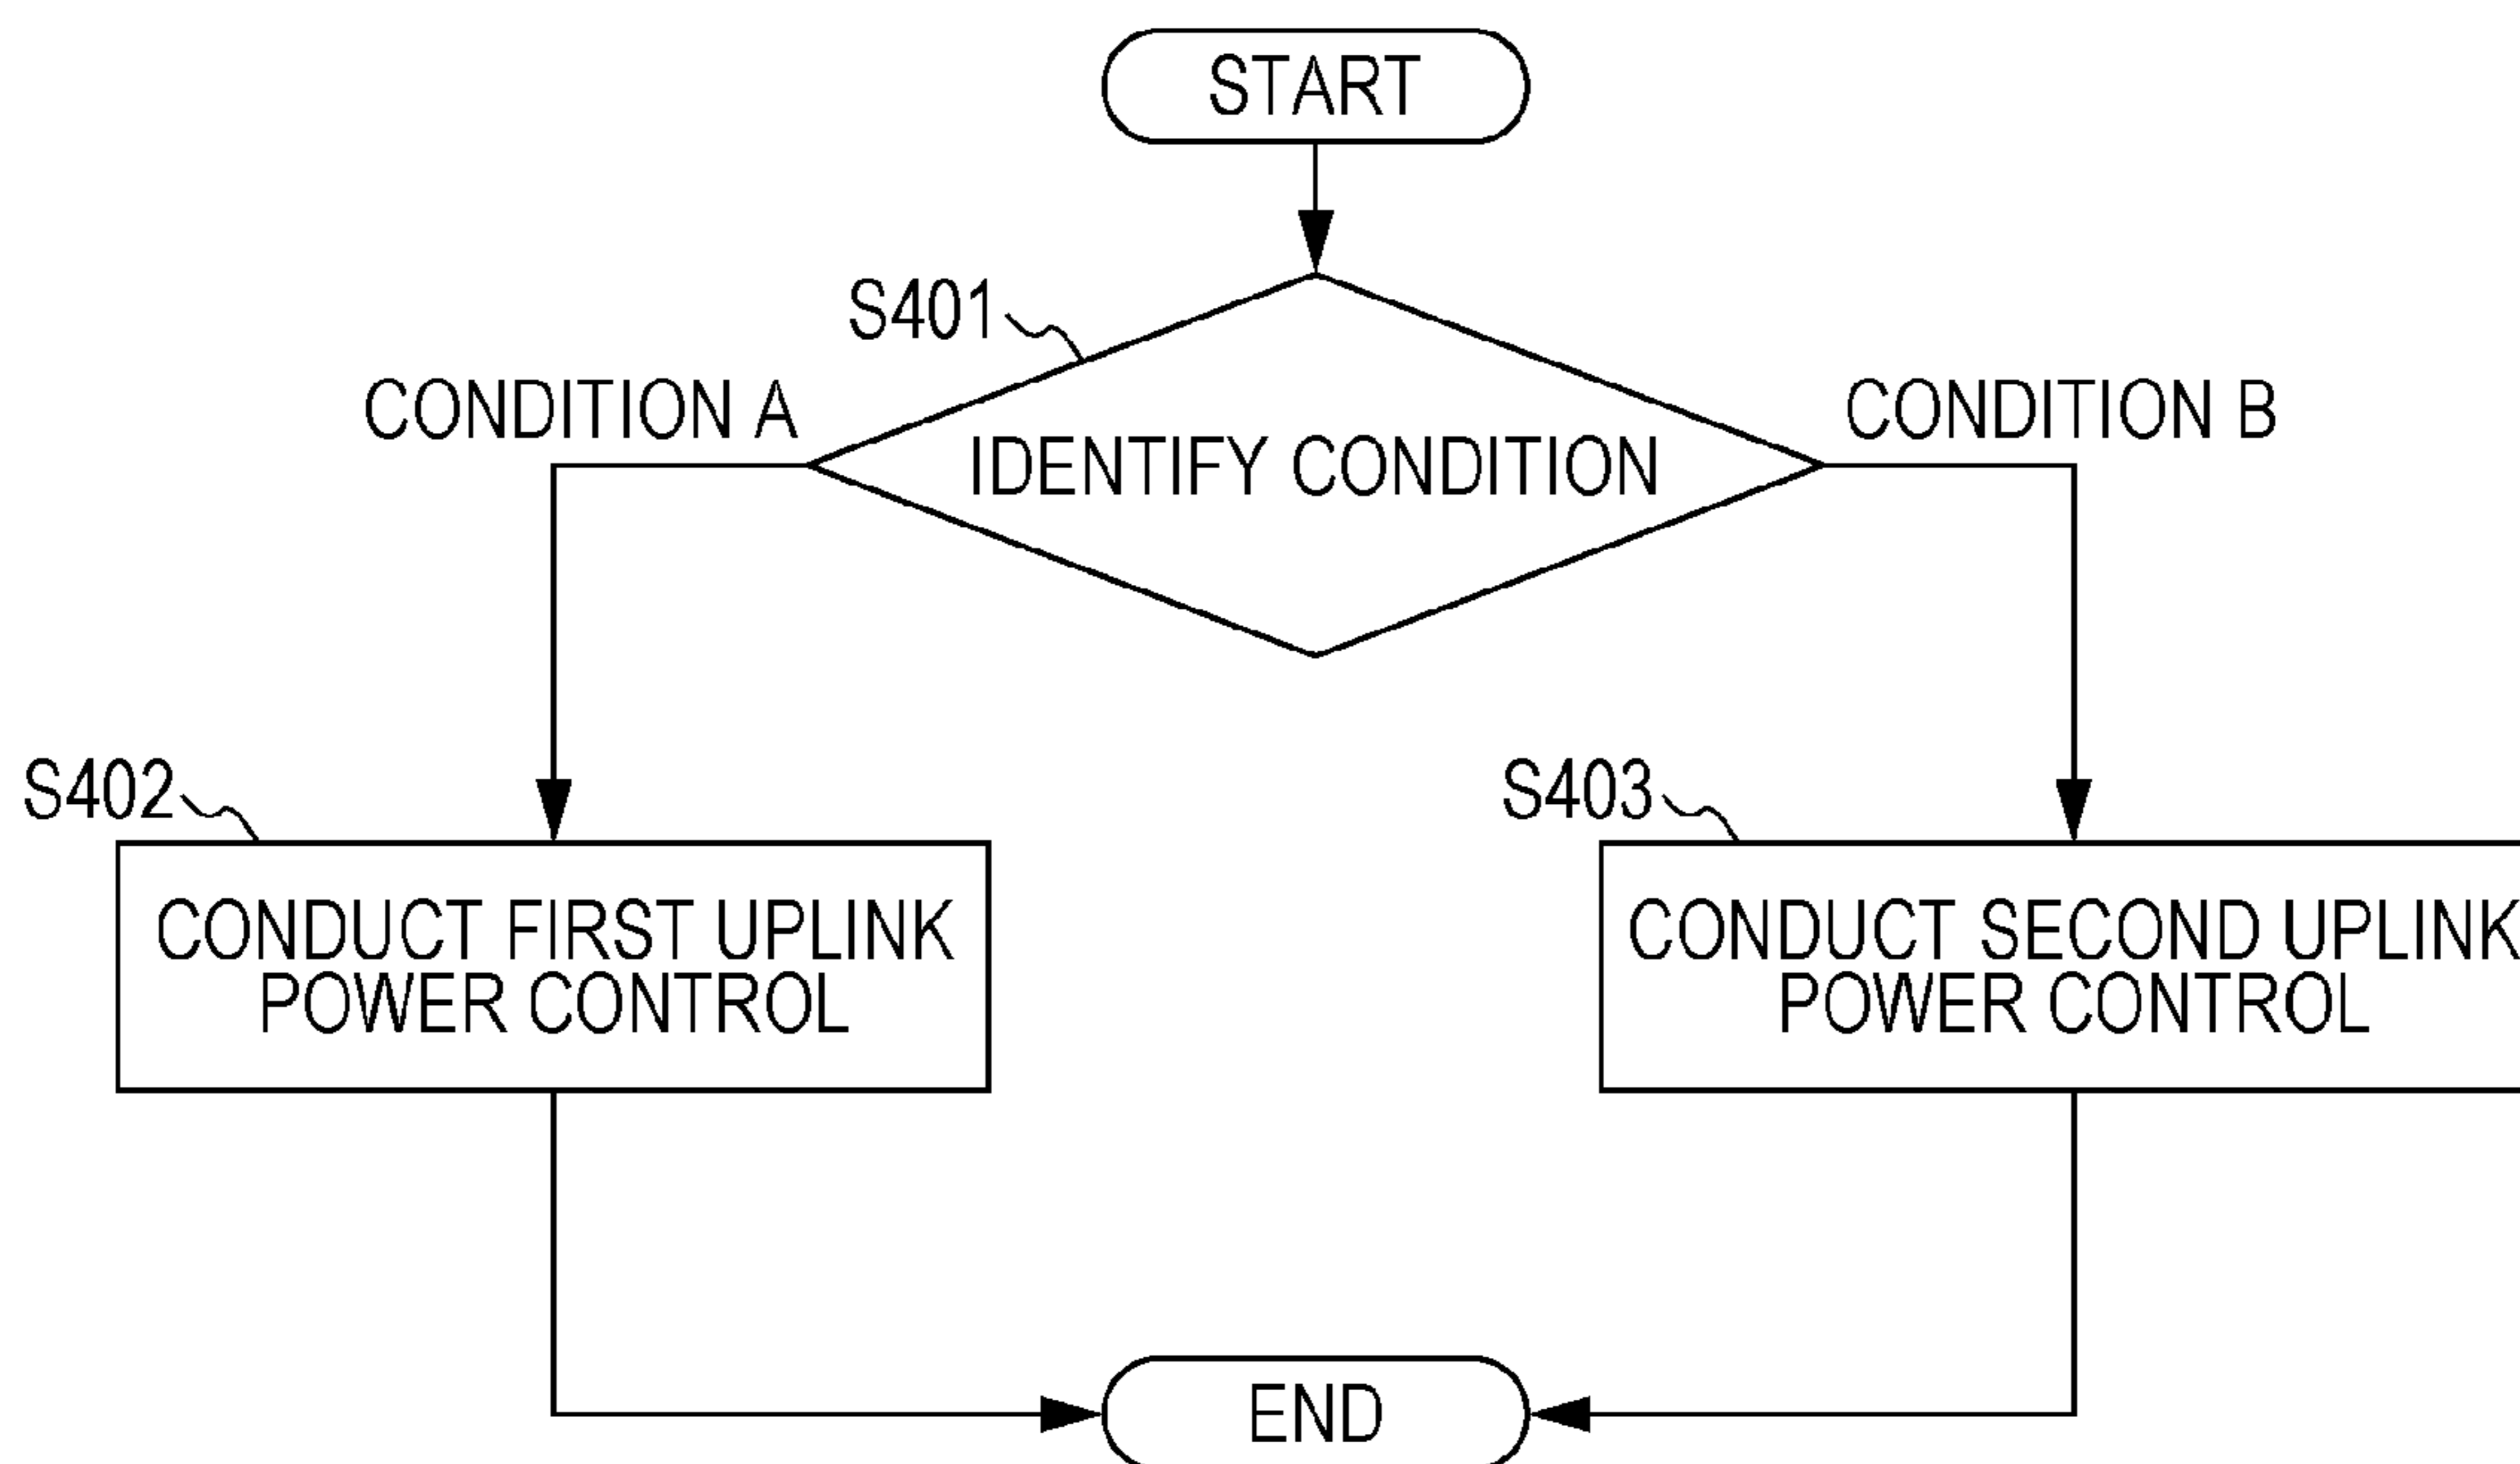 START
S401
CONDITION A
IDENTIFY CONDITION
CONDITION B
S402
CONDUCT FIRST UPLINK
POWER CONTROL
S403
CONDUCT SECOND UPLINK
POWER CONTROL
END